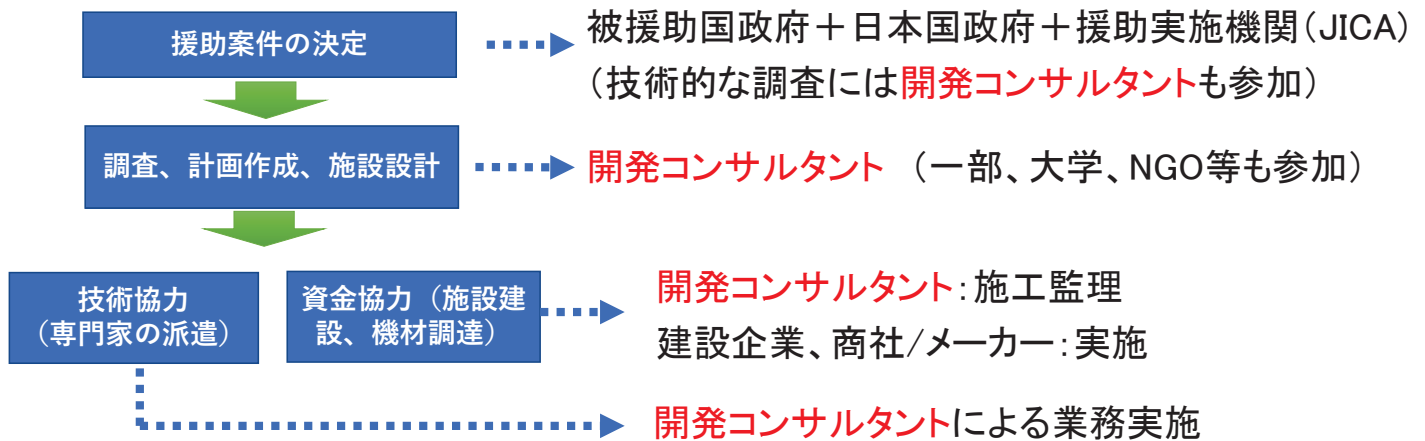 援助案件の決定
被援助国政府＋日本国政府＋援助実施機関（JICA）
（技術的な調査には開発コンサルタントも参加）
調査、計画作成、施設設計
開発コンサルタント （一部、大学、NGO等も参加）
技術協力
（専門家の派遣）
資金協力（施設建
設、機材調達）
開発コンサルタント：施工監理
建設企業、商社/メーカー：実施
開発コンサルタントによる業務実施